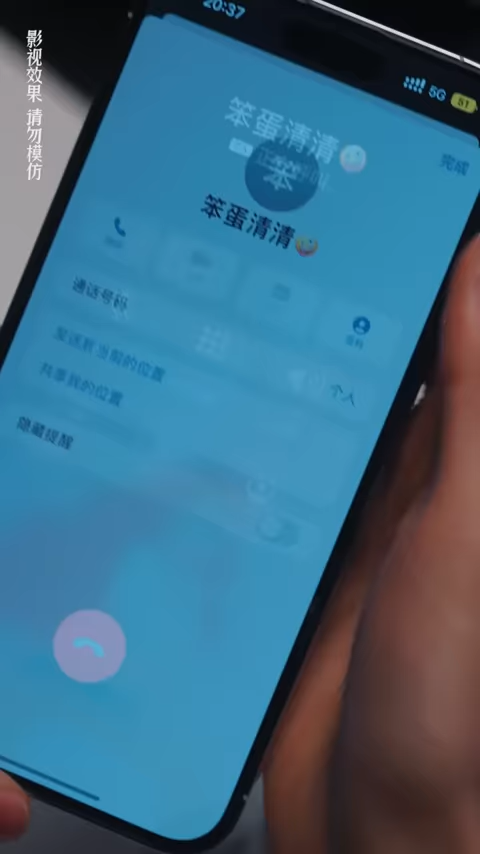 影视效果 请勿模仿
20:37
5G 81
完成
笨蛋清清🤪
笨
笨蛋清清🤪
通话号码
个人
发送我当前的位置
共享我的位置
隐藏提醒